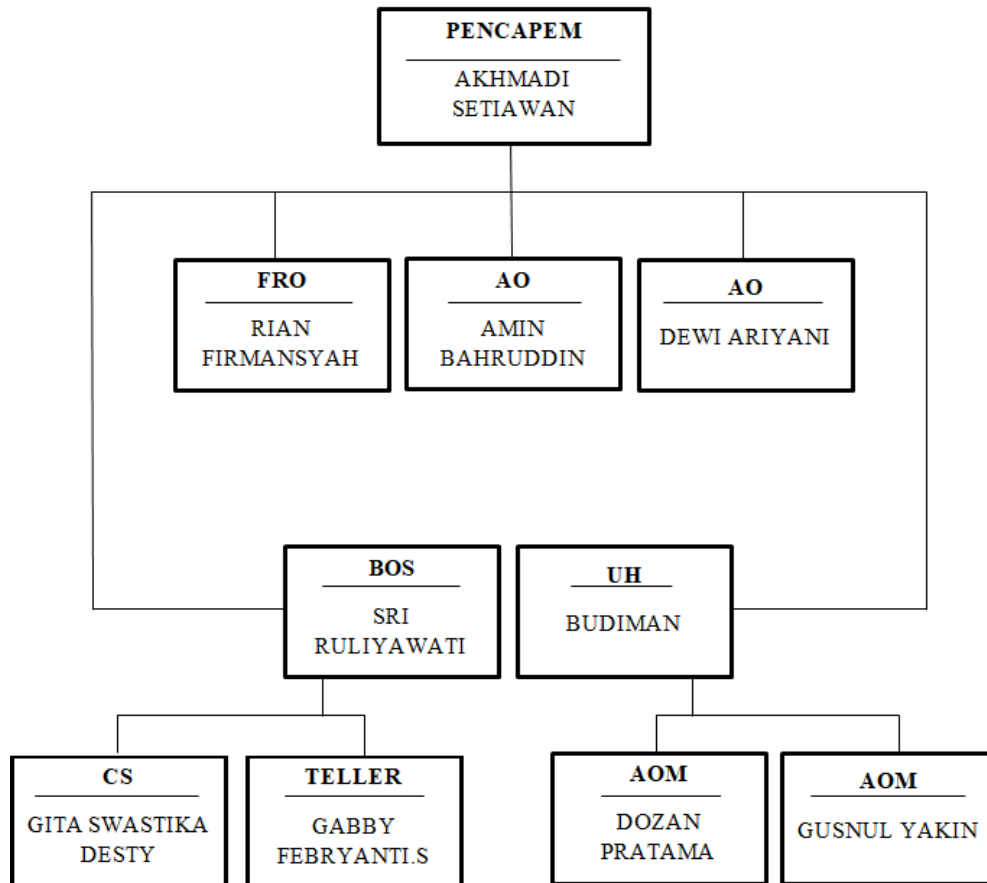 PENCAPEM
AKHMADI
SETIAWAN
FRO
RIAN
FIRMANSYAH
AO
AMIN
BAHRUDDIN
AO
DEWI ARIYANI
BOS
SRI
RULIYAWATI
UH
BUDIMAN
CS
GITA SWASTIKA
DESTY
TELLER
GABBY
FEBRYANTI.S
AOM
DOZAN
PRATAMA
AOM
GUSNUL YAKIN